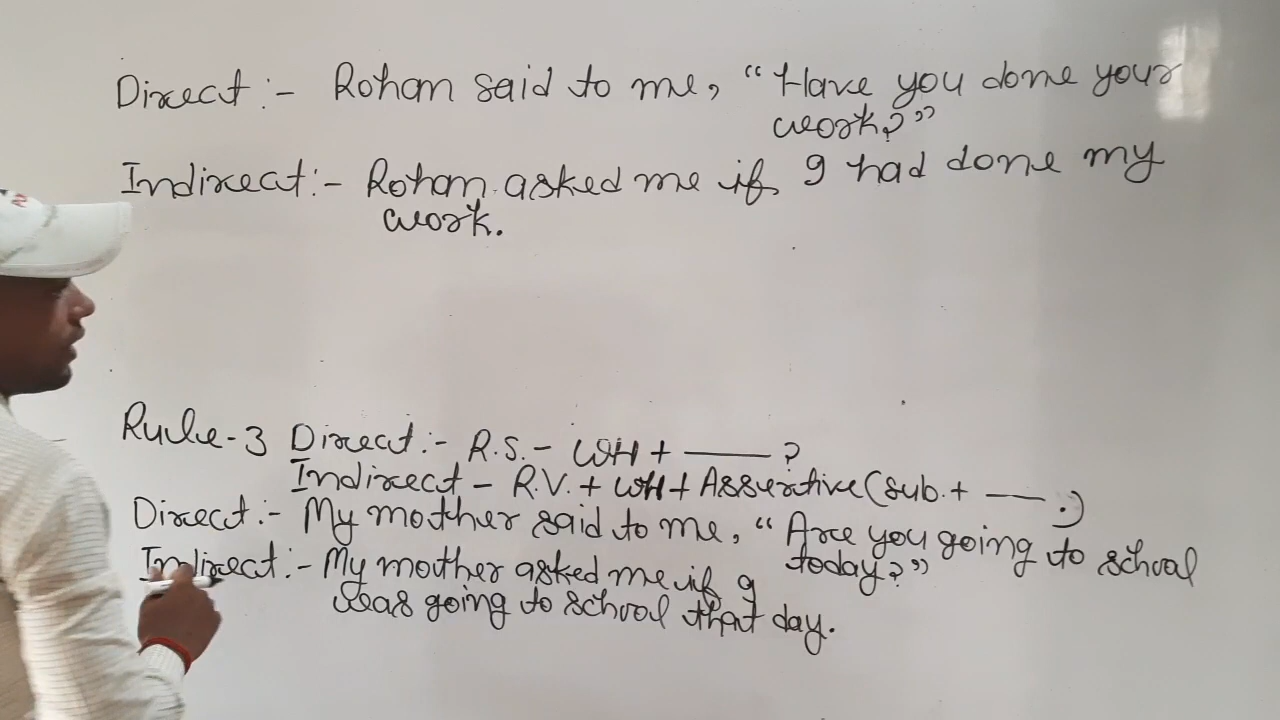 Direct :- Rohan said to me, "Have you done your
work?"
Indirect :- Rohan asked me if I had done my
work.
Rule-3 Direct :- R.S. - WH + —— ?
Indirect - R.V. + WH + Assertive (sub. + —— .)
Direct :- My mother said to me, "Are you going to school
today?"
Indirect :- My mother asked me if I
was going to school that day.